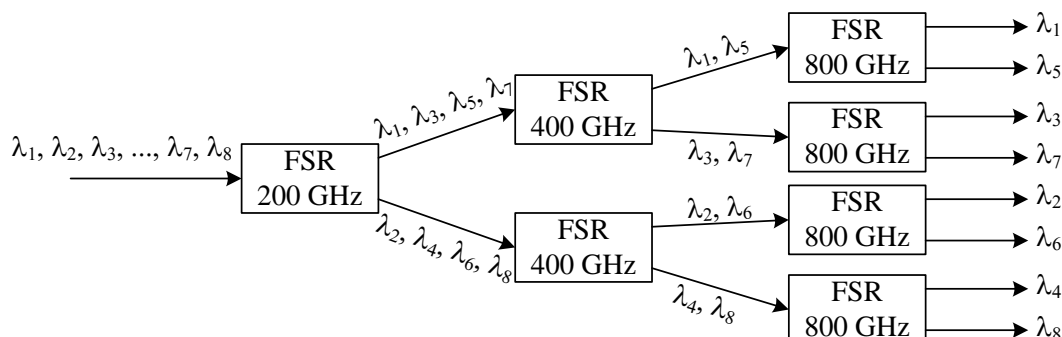 λ₁, λ₂, λ₃, ..., λ₇, λ₈
FSR
200 GHz
λ₁, λ₃, λ₅, λ₇
λ₂, λ₄, λ₆, λ₈
FSR
400 GHz
FSR
400 GHz
λ₁, λ₅
λ₃, λ₇
λ₂, λ₆
λ₄, λ₈
FSR
800 GHz
λ₁
λ₅
FSR
800 GHz
λ₃
λ₇
FSR
800 GHz
λ₂
λ₆
FSR
800 GHz
λ₄
λ₈